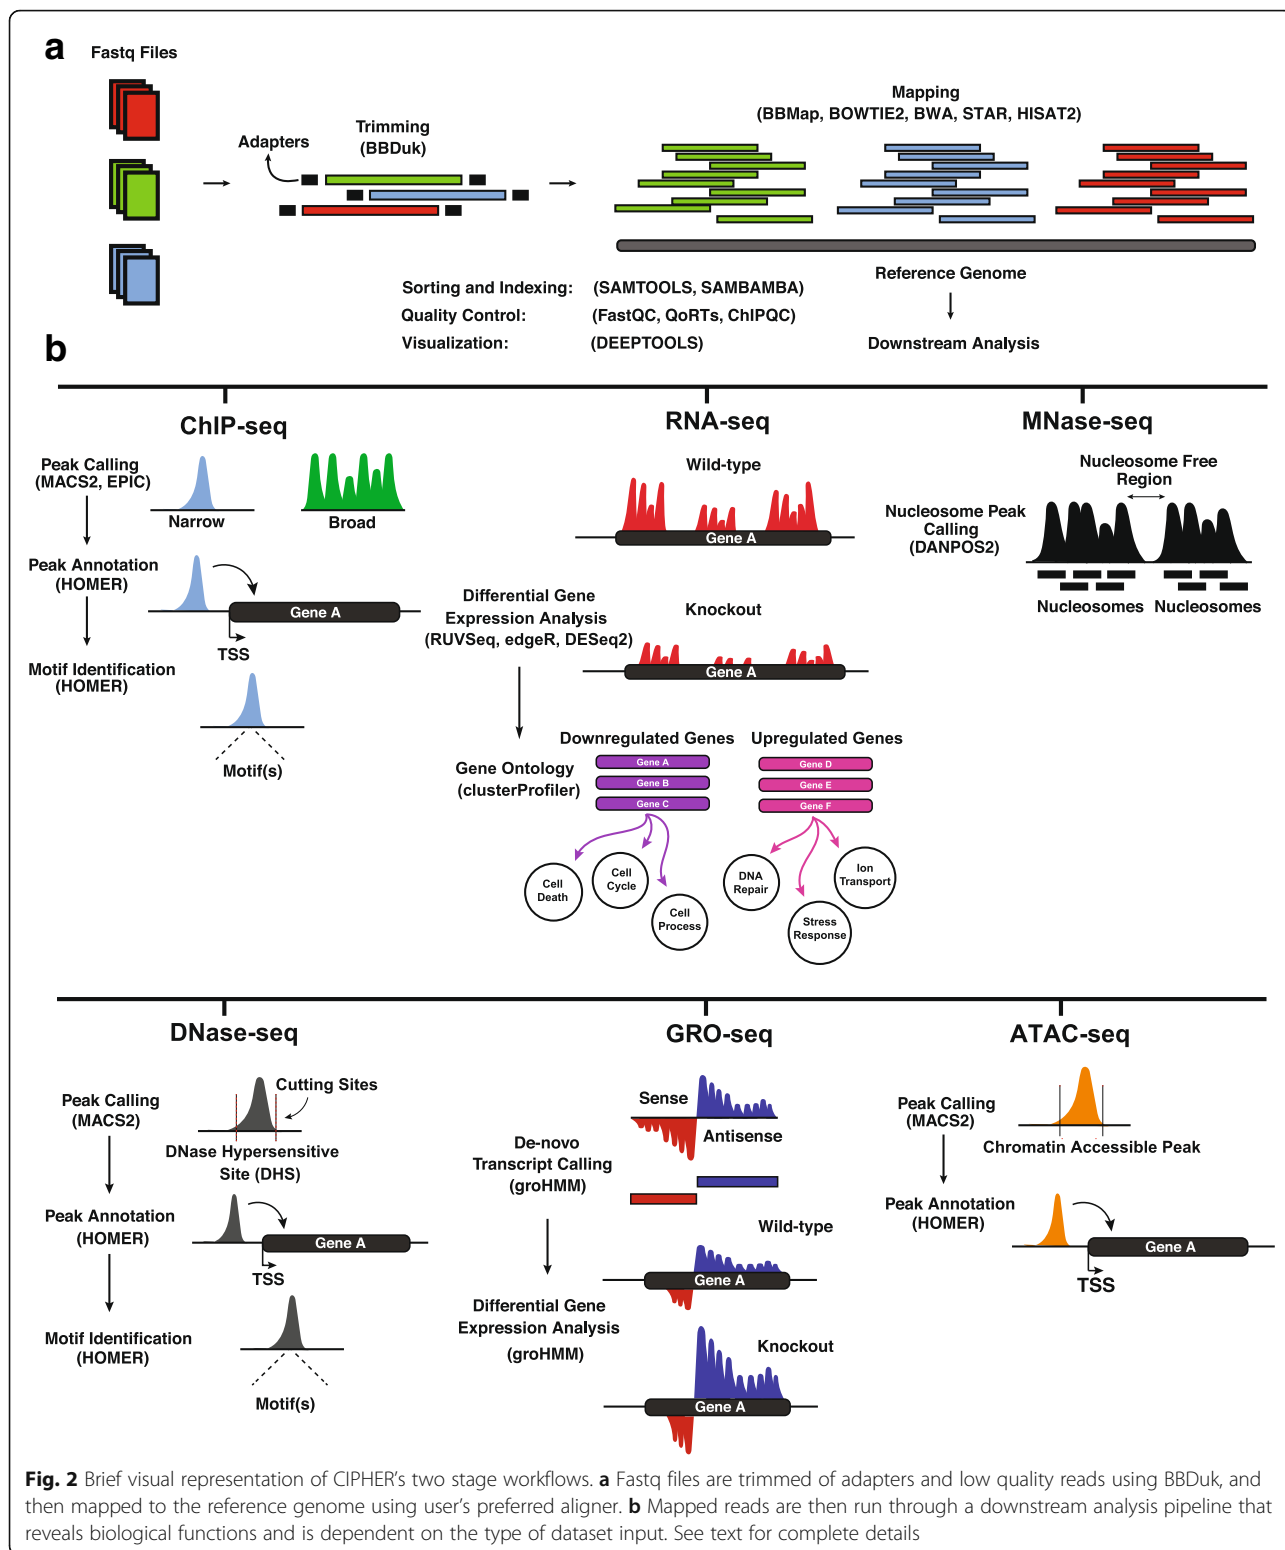 a
Fastq Files
Adapters
Trimming
(BBDuk)
Mapping
(BBMap, BOWTIE2, BWA, STAR, HISAT2)
Reference Genome
Sorting and Indexing: (SAMTOOLS, SAMBAMBA)
Quality Control: (FastQC, QoRTs, ChIPQC)
Visualization: (DEEPTOOLS)
Downstream Analysis
b
ChIP-seq
Peak Calling
(MACS2, EPIC)
Narrow
Broad
Peak Annotation
(HOMER)
Gene A
TSS
Motif Identification
(HOMER)
Motif(s)
RNA-seq
Wild-type
Gene A
Differential Gene
Expression Analysis
(RUVSeq, edgeR, DESeq2)
Knockout
Gene A
Gene Ontology
(clusterProfiler)
Downregulated Genes
Gene A
Gene B
Gene C
Cell
Death
Cell
Cycle
Cell
Process
Upregulated Genes
Gene D
Gene E
Gene F
DNA
Repair
Stress
Response
Ion
Transport
MNase-seq
Nucleosome Free
Region
Nucleosome Peak
Calling
(DANPOS2)
Nucleosomes
Nucleosomes
DNase-seq
Peak Calling
(MACS2)
Cutting Sites
DNase Hypersensitive
Site (DHS)
Peak Annotation
(HOMER)
Gene A
TSS
Motif Identification
(HOMER)
Motif(s)
GRO-seq
Sense
Antisense
De-novo
Transcript Calling
(groHMM)
Wild-type
Gene A
Differential Gene
Expression Analysis
(groHMM)
Knockout
Gene A
ATAC-seq
Peak Calling
(MACS2)
Chromatin Accessible Peak
Peak Annotation
(HOMER)
Gene A
TSS
Fig. 2 Brief visual representation of CIPHER's two stage workflows. a Fastq files are trimmed of adapters and low quality reads using BBDuk, and
then mapped to the reference genome using user's preferred aligner. b Mapped reads are then run through a downstream analysis pipeline that
reveals biological functions and is dependent on the type of dataset input. See text for complete details